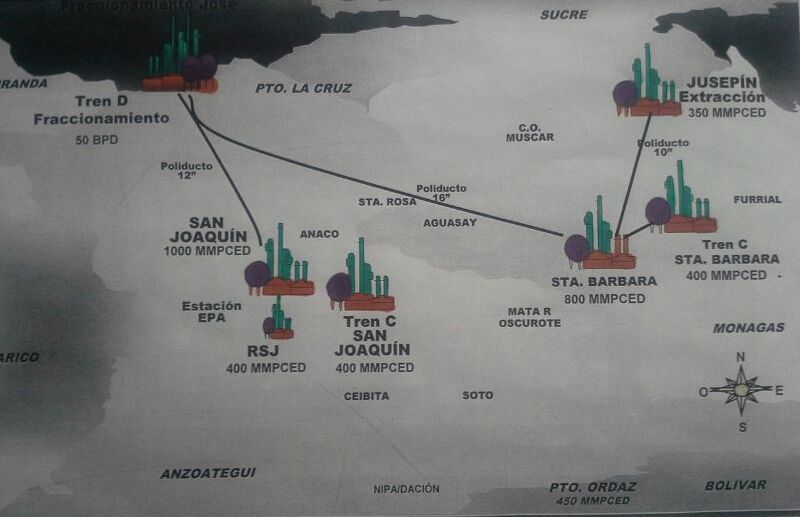 Fraccionamiento Jose
SUCRE
RANDA
PTO. LA CRUZ
JUSEPÍN
Extracción
350 MMPCED
Tren D
Fraccionamiento
50 BPD
C.O.
MUSCAR
Poliducto
10"
Poliducto
12"
Poliducto
16"
STA. ROSA
AGUASAY
FURRIAL
SAN
JOAQUÍN
1000 MMPCED
ANACO
Tren C
STA. BARBARA
400 MMPCED
STA. BARBARA
800 MMPCED
Estación
EPA
MATA R
OSCUROTE
Tren C
SAN
JOAQUÍN
400 MMPCED
RSJ
400 MMPCED
MONAGAS
ARICO
N
O
E
S
CEIBITA
SOTO
ANZOATEGUI
NIPA/DACIÓN
PTO. ORDAZ
450 MMPCED
BOLIVAR